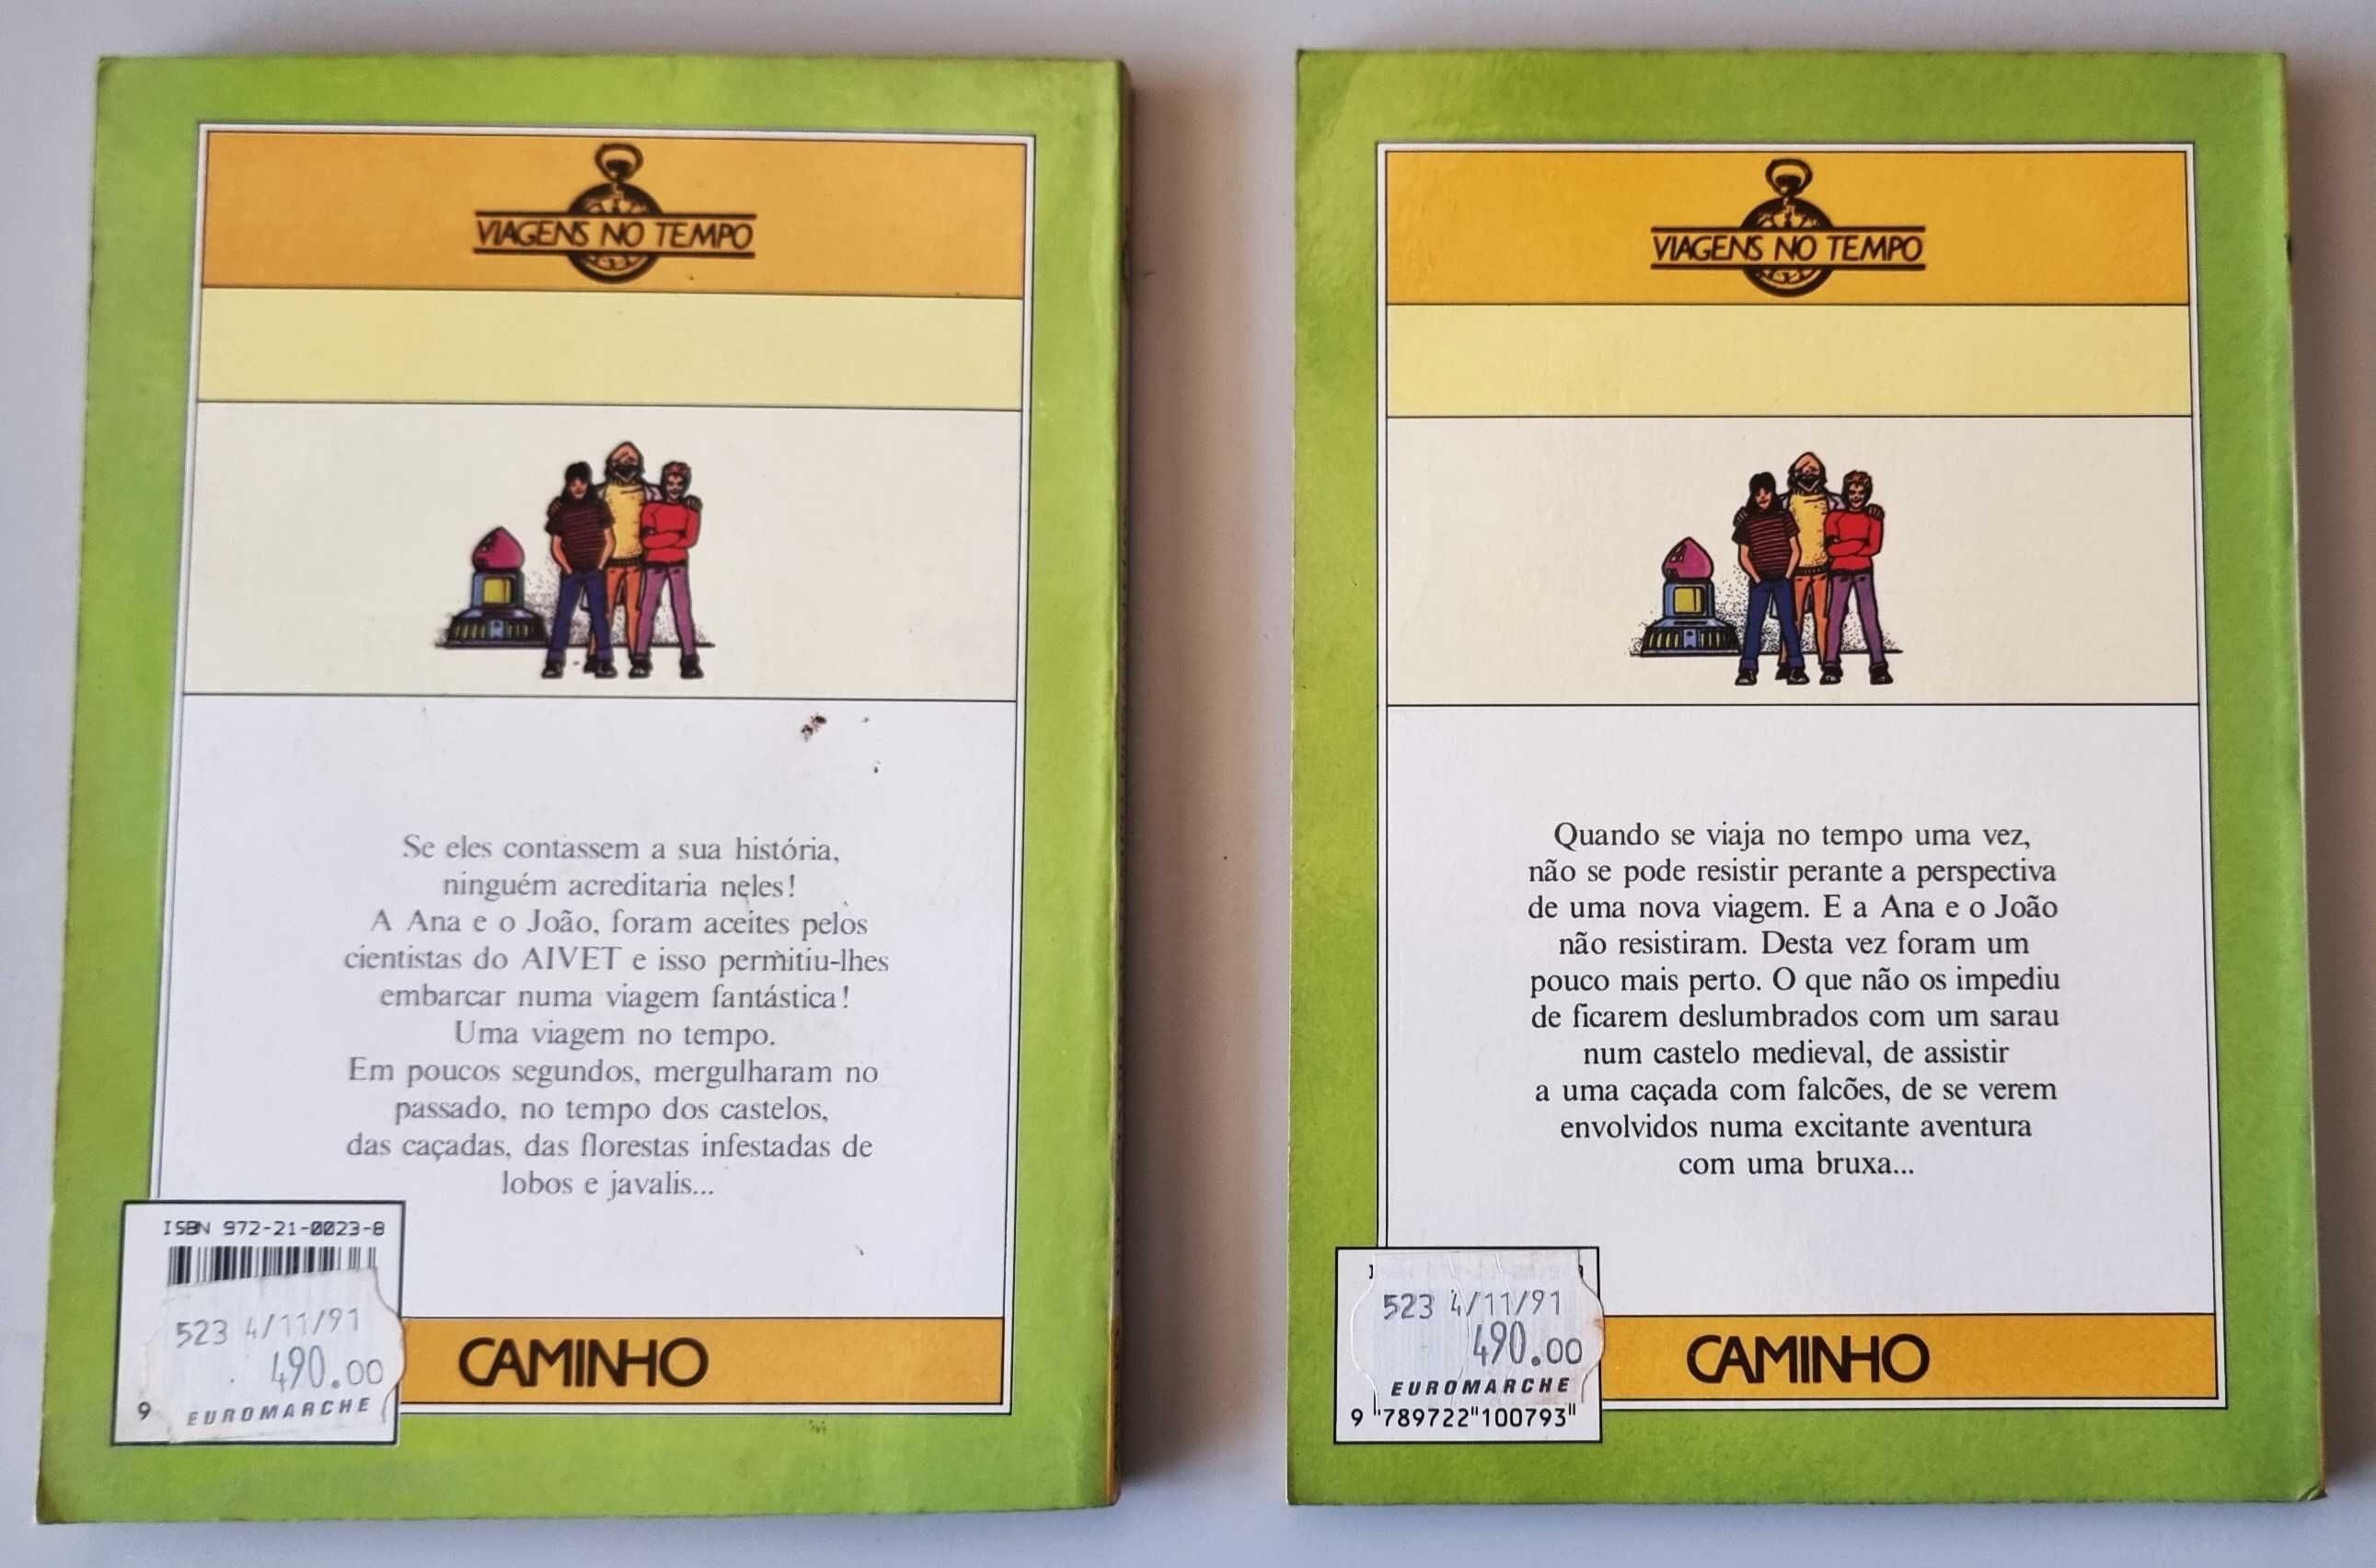 VIAGENS NO TEMPO
Se eles contassem a sua história,
ninguém acreditaria neles!
A Ana e o João, foram aceites pelos
cientistas do AIVET e isso permitiu-lhes
embarcar numa viagem fantástica!
Uma viagem no tempo.
Em poucos segundos, mergulharam no
passado, no tempo dos castelos,
das caçadas, das florestas infestadas de
lobos e javalis...
ISBN 972-21-0023-8
523 4/11/91
490.00
EUROMARCHE
9
CAMINHO
VIAGENS NO TEMPO
Quando se viaja no tempo uma vez,
não se pode resistir perante a perspectiva
de uma nova viagem. E a Ana e o João
não resistiram. Desta vez foram um
pouco mais perto. O que não os impediu
de ficarem deslumbrados com um sarau
num castelo medieval, de assistir
a uma caçada com falcões, de se verem
envolvidos numa excitante aventura
com uma bruxa...
523 4/11/91
490.00
EUROMARCHE
9 "789722"100793"
CAMINHO